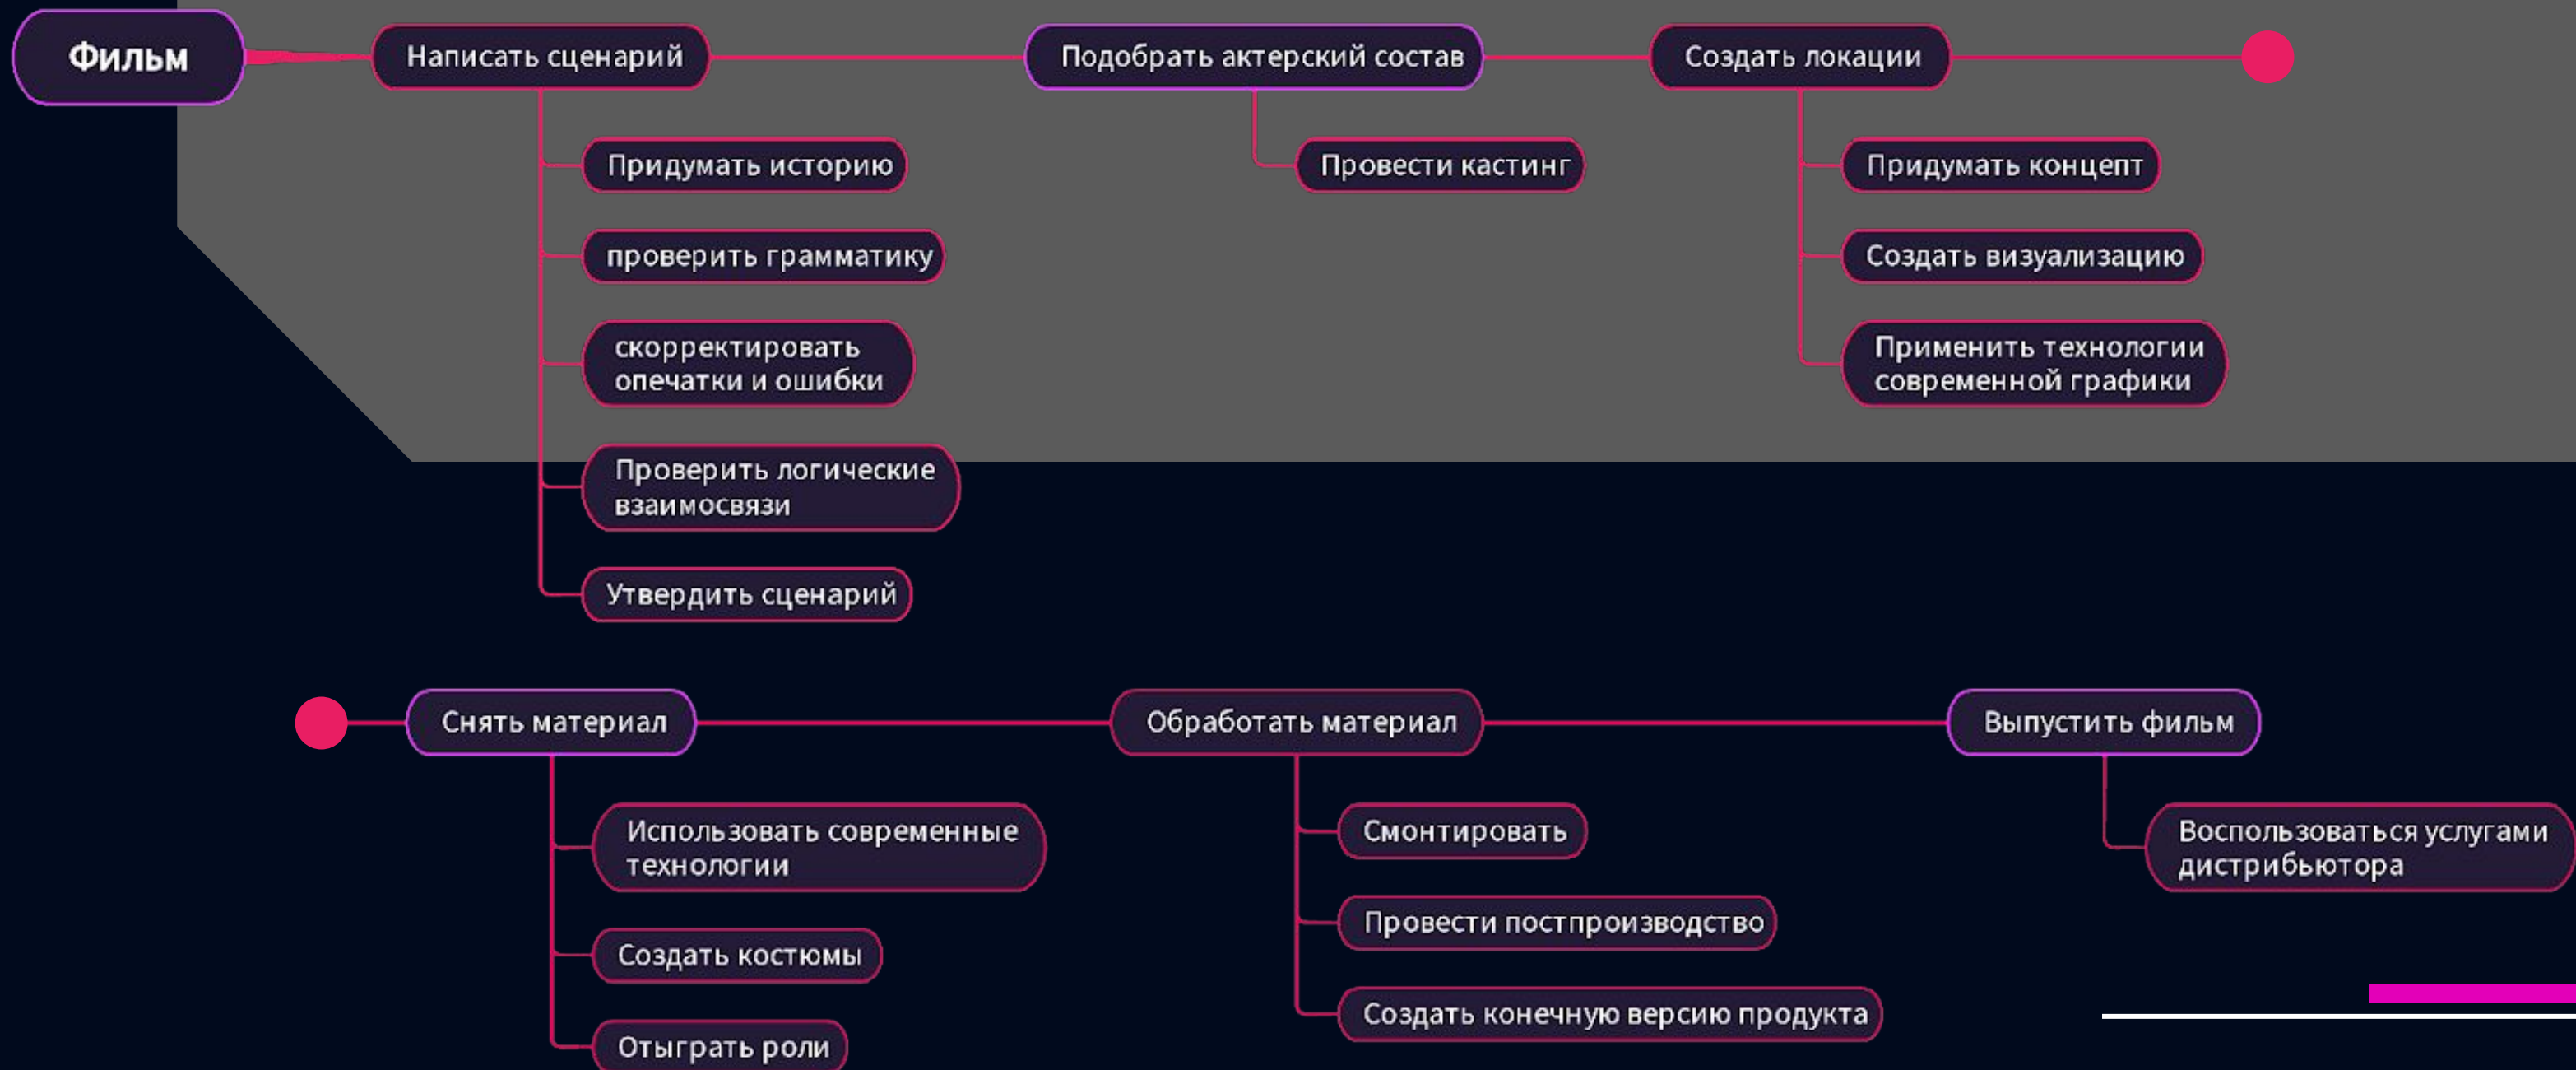 Фильм
Написать сценарий
Подобрать актерский состав
Создать локации
Придумать историю
проверить грамматику
скорректировать
опечатки и ошибки
Проверить логические
взаимосвязи
Утвердить сценарий
Провести кастинг
Придумать концепт
Создать визуализацию
Применить технологии
современной графики
Снять материал
Обработать материал
Выпустить фильм
Использовать современные
технологии
Создать костюмы
Отыграть роли
Смонтировать
Провести постпроизводство
Создать конечную версию продукта
Воспользоваться услугами
дистрибьютора